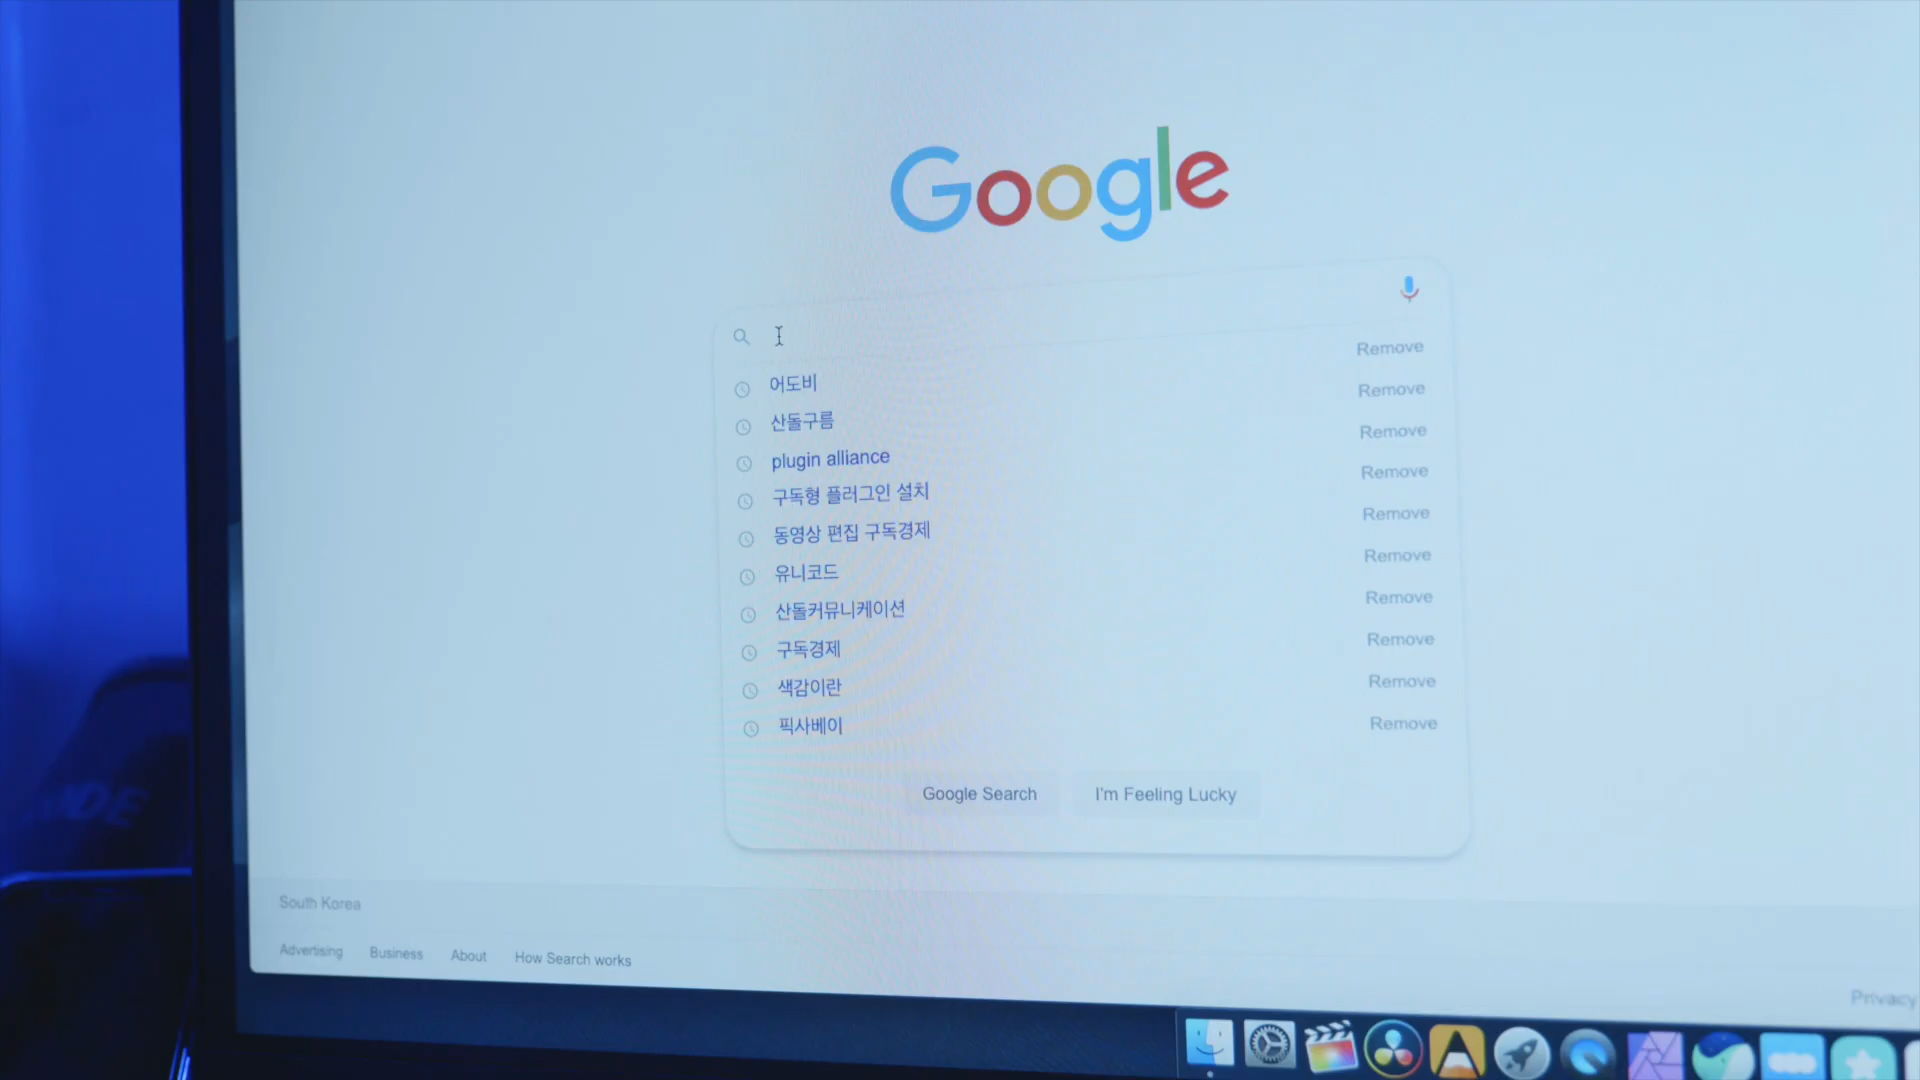 Google
어도비
Remove
산돌구름
Remove
plugin alliance
Remove
구독형 플러그인 설치
Remove
동영상 편집 구독경제
Remove
유니코드
Remove
산돌커뮤니케이션
Remove
구독경제
Remove
색감이란
Remove
픽사베이
Remove
Google Search
I'm Feeling Lucky
South Korea
Advertising Business About How Search works
Privacy